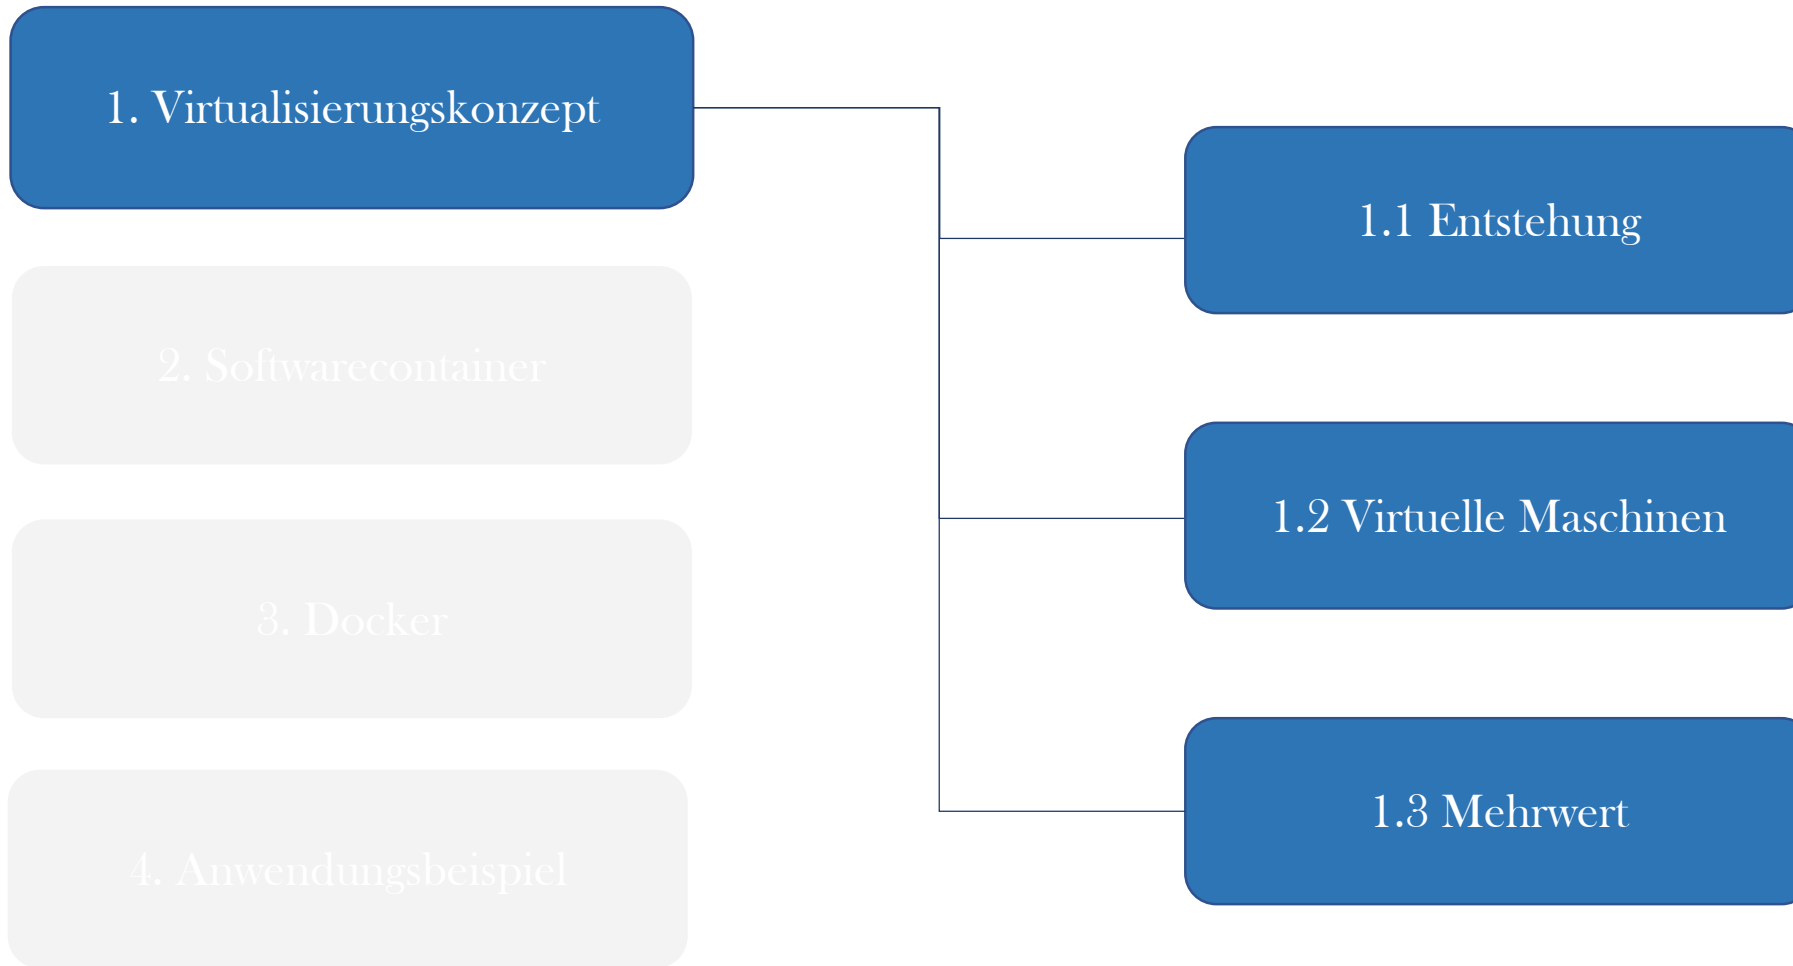 1. Virtualisierungskonzept
2. Softwarecontainer
3. Docker
4. Anwendungsbeispiel
1.1 Entstehung
1.2 Virtuelle Maschinen
1.3 Mehrwert